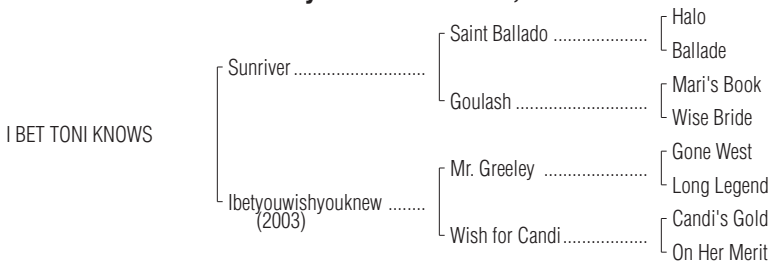 Halo
Saint Ballado ....................
Ballade
Sunriver ............................
Mari's Book
Goulash ............................
Wise Bride
I BET TONI KNOWS
Gone West
Mr. Greeley ......................
Long Legend
Ibetyouwishyouknew ........
(2003)
Candi's Gold
Wish for Candi..................
On Her Merit